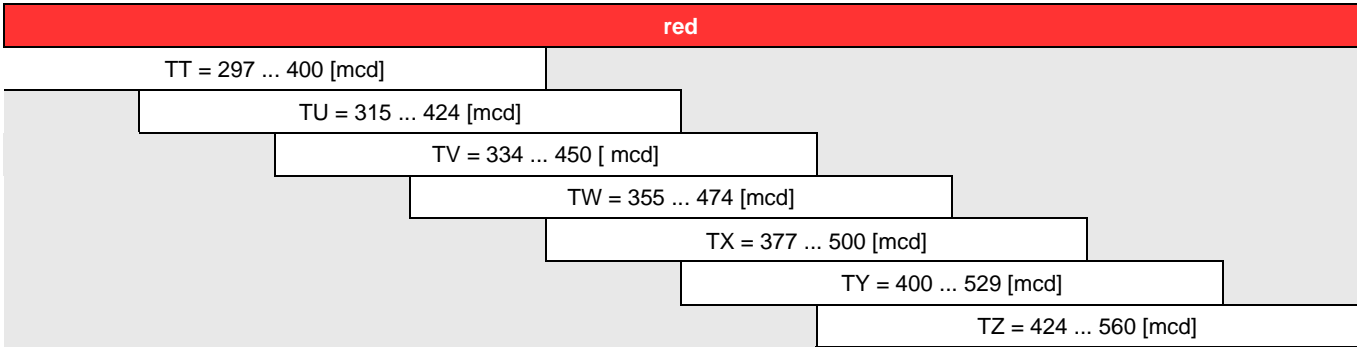 red
TT = 297 ... 400 [mcd]
TU = 315 ... 424 [mcd]
TV = 334 ... 450 [ mcd]
TW = 355 ... 474 [mcd]
TX = 377 ... 500 [mcd]
TY = 400 ... 529 [mcd]
TZ = 424 ... 560 [mcd]